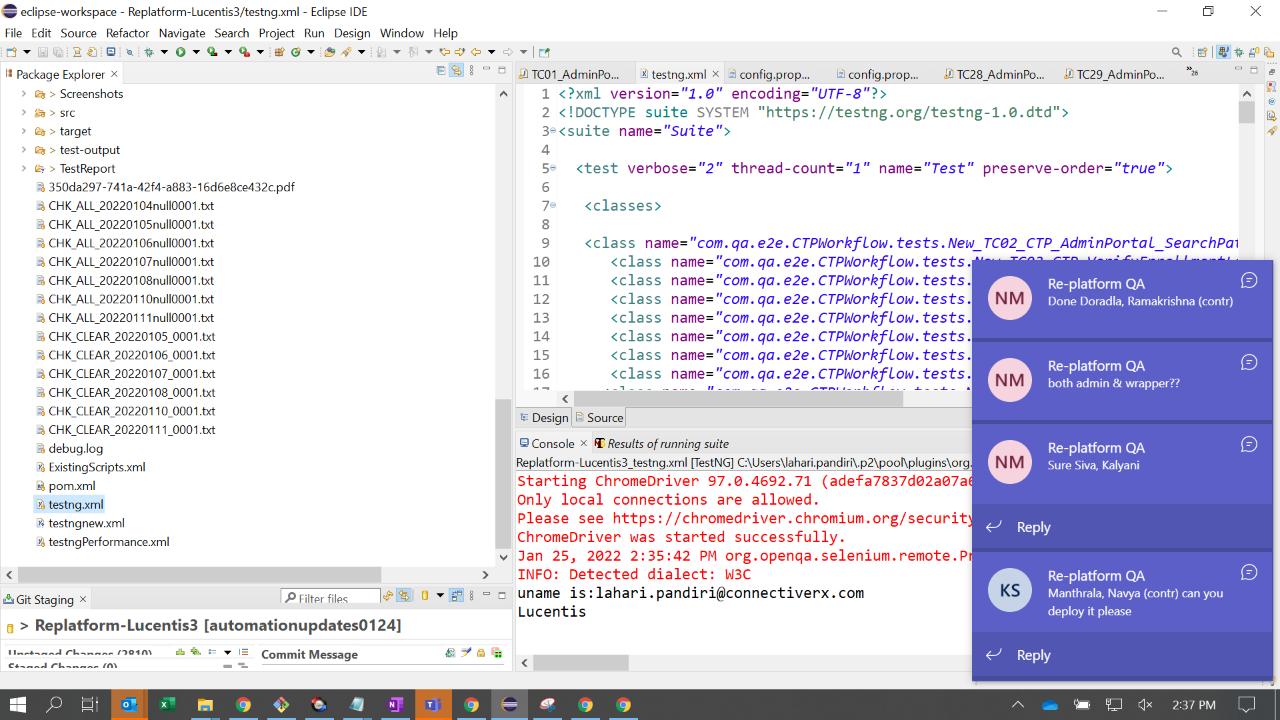 eclipse-workspace - Replatform-Lucentis3/testng.xml - Eclipse IDE
File Edit Source Refactor Navigate Search Project Run Design Window Help
Package Explorer
> Screenshots
> src
> target
> test-output
> TestReport
350da297-741a-42f4-a883-16d6e8ce432c.pdf
CHK_ALL_20220104null0001.txt
CHK_ALL_20220105null0001.txt
CHK_ALL_20220106null0001.txt
CHK_ALL_20220107null0001.txt
CHK_ALL_20220108null0001.txt
CHK_ALL_20220110null0001.txt
CHK_ALL_20220111null0001.txt
CHK_CLEAR_20220105_0001.txt
CHK_CLEAR_20220106_0001.txt
CHK_CLEAR_20220107_0001.txt
CHK_CLEAR_20220108_0001.txt
CHK_CLEAR_20220110_0001.txt
CHK_CLEAR_20220111_0001.txt
debug.log
ExistingScripts.xml
pom.xml
testng.xml
testngnew.xml
testngPerformance.xml
Git Staging
Filter files
> Replatform-Lucentis3 [automationupdates0124]
Unstaged Changes (2810)
Staged Changes (0)
Commit Message
TC01_AdminPo... testng.xml config.prop... config.prop... TC28_AdminPo... TC29_AdminPo... »26
1 <?xml version="1.0" encoding="UTF-8"?>
2 <!DOCTYPE suite SYSTEM "https://testng.org/testng-1.0.dtd">
3 <suite name="Suite">
4
5 <test verbose="2" thread-count="1" name="Test" preserve-order="true">
6
7 <classes>
8
9 <class name="com.qa.e2e.CTPWorkflow.tests.New_TC02_CTP_AdminPortal_SearchPat
10 <class name="com.qa.e2e.CTPWorkflow.tests.
11 <class name="com.qa.e2e.CTPWorkflow.tests.
12 <class name="com.qa.e2e.CTPWorkflow.tests.
13 <class name="com.qa.e2e.CTPWorkflow.tests.
14 <class name="com.qa.e2e.CTPWorkflow.tests.
15 <class name="com.qa.e2e.CTPWorkflow.tests.
16 <class name="com.qa.e2e.CTPWorkflow.tests.
Design Source
Console Results of running suite
Replatform-Lucentis3_testng.xml [TestNG] C:\Users\lahari.pandiri\.p2\pool\plugins\org.
Starting ChromeDriver 97.0.4692.71 (adefa7837d02a07a6
Only local connections are allowed.
Please see https://chromedriver.chromium.org/security
ChromeDriver was started successfully.
Jan 25, 2022 2:35:42 PM org.openqa.selenium.remote.Pr
INFO: Detected dialect: W3C
uname is:lahari.pandiri@connectiverx.com
Lucentis
NM
Re-platform QA
Done Doradla, Ramakrishna (contr)
NM
Re-platform QA
both admin & wrapper??
NM
Re-platform QA
Sure Siva, Kalyani
Reply
KS
Re-platform QA
Manthrala, Navya (contr) can you
deploy it please
Reply
2:37 PM